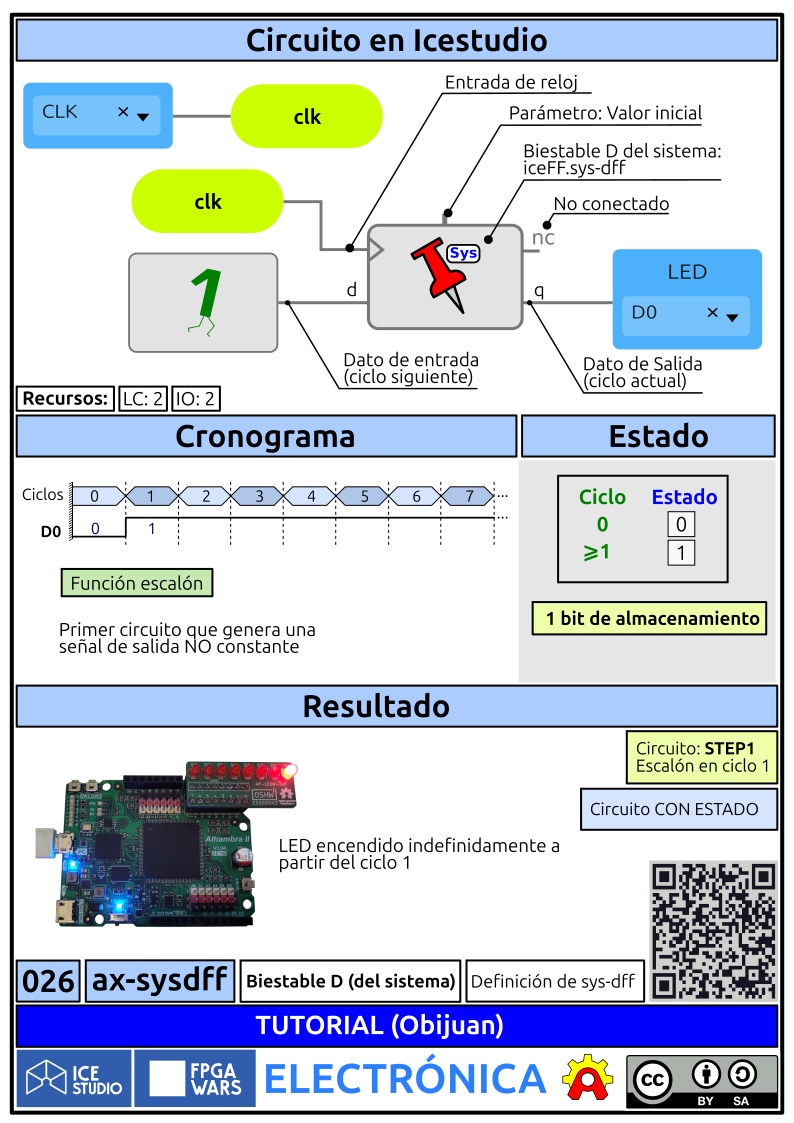 Circuito en Icestudio
CLK
clk
Entrada de reloj
Parámetro: Valor inicial
Biestable D del sistema:
iceFF.sys-dff
clk
No conectado
nc
Sys
1
d
q
LED
D0
Dato de entrada
(ciclo siguiente)
Dato de Salida
(ciclo actual)
Recursos: LC: 2 IO: 2
Cronograma
Ciclos 0 1 2 3 4 5 6 7 ...
D0 0 1 ...
Función escalón
Primer circuito que genera una
señal de salida NO constante
Estado
Ciclo Estado
0 0
⩾1 1
1 bit de almacenamiento
Resultado
Circuito: STEP1
Escalón en ciclo 1
Circuito CON ESTADO
OSHW
Alhambra II
LED encendido indefinidamente a
partir del ciclo 1
026 ax-sysdff Biestable D (del sistema) Definición de sys-dff
TUTORIAL (Obijuan)
ICE
STUDIO
FPGA
WARS
ELECTRÓNICA
cc
BY SA